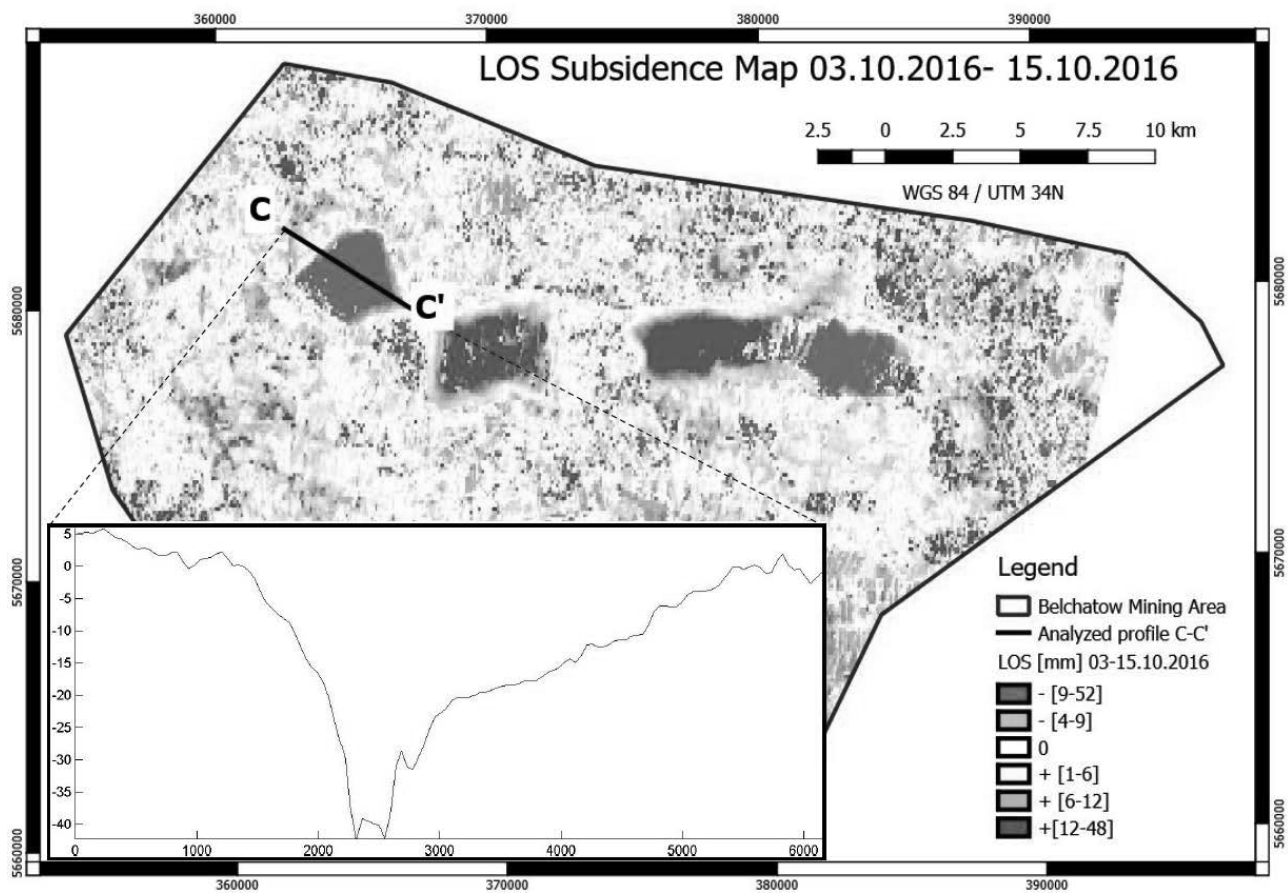 360000 370000 380000 390000
LOS Subsidence Map 03.10.2016- 15.10.2016
2.5 0 2.5 5 7.5 10 km
WGS 84 / UTM 34N
C
C'
5680000 5680000
5670000 5670000
5660000 5660000
Legend
Belchatow Mining Area
Analyzed profile C-C'
LOS [mm] 03-15.10.2016
- [9-52]
- [4-9]
0
+ [1-6]
+ [6-12]
+[12-48]
5
0
-5
-10
-15
-20
-25
-30
-35
-40
0 1000 2000 3000 4000 5000 6000
360000 370000 380000 390000